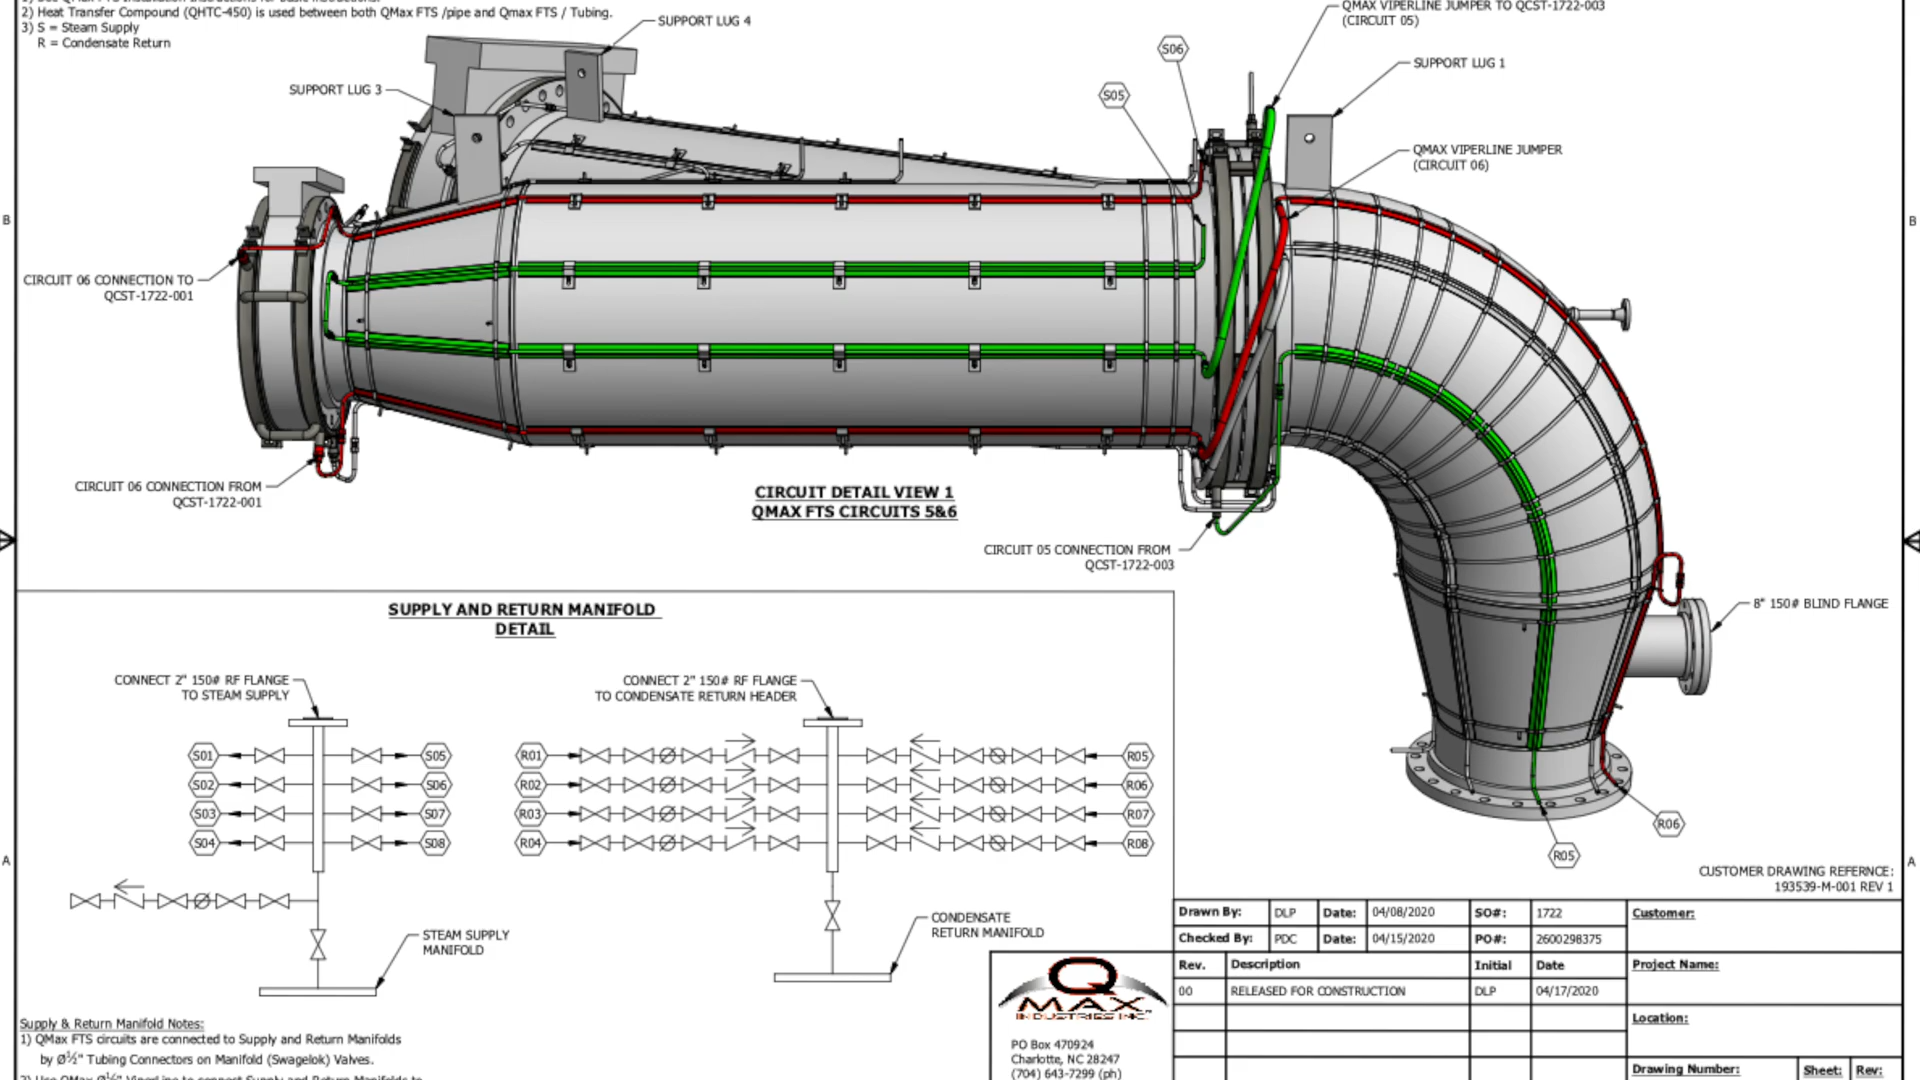 2) Heat Transfer Compound (QHTC-450) is used between both QMax FTS /pipe and Qmax FTS / Tubing.
3) S = Steam Supply
R = Condensate Return
SUPPORT LUG 4
SUPPORT LUG 3
QMAX VIPERLINE JUMPER TO QCST-1722-003
(CIRCUIT 05)
S06
SUPPORT LUG 1
S05
QMAX VIPERLINE JUMPER
(CIRCUIT 06)
B
B
CIRCUIT 06 CONNECTION TO
QCST-1722-001
CIRCUIT 06 CONNECTION FROM
QCST-1722-001
CIRCUIT DETAIL VIEW 1
QMAX FTS CIRCUITS 5&6
CIRCUIT 05 CONNECTION FROM
QCST-1722-003
8" 150# BLIND FLANGE
R06
R05
SUPPLY AND RETURN MANIFOLD
DETAIL
CONNECT 2" 150# RF FLANGE
TO STEAM SUPPLY
CONNECT 2" 150# RF FLANGE
TO CONDENSATE RETURN HEADER
S01 S05 R01 R05
S02 S06 R02 R06
S03 S07 R03 R07
S04 S08 R04 R08
A
A
STEAM SUPPLY
MANIFOLD
CONDENSATE
RETURN MANIFOLD
CUSTOMER DRAWING REFERNCE:
193539-M-001 REV 1
Drawn By: DLP Date: 04/08/2020 SO#: 1722 Customer:
Checked By: PDC Date: 04/15/2020 PO#: 2600298375
Rev. Description Initial Date Project Name:
00 RELEASED FOR CONSTRUCTION DLP 04/17/2020
Location:
Drawing Number: Sheet: Rev:
Q
MAX
INDUSTRIES INC.
PO Box 470924
Charlotte, NC 28247
(704) 643-7299 (ph)
Supply & Return Manifold Notes:
1) QMax FTS circuits are connected to Supply and Return Manifolds
by Ø½" Tubing Connectors on Manifold (Swagelok) Valves.